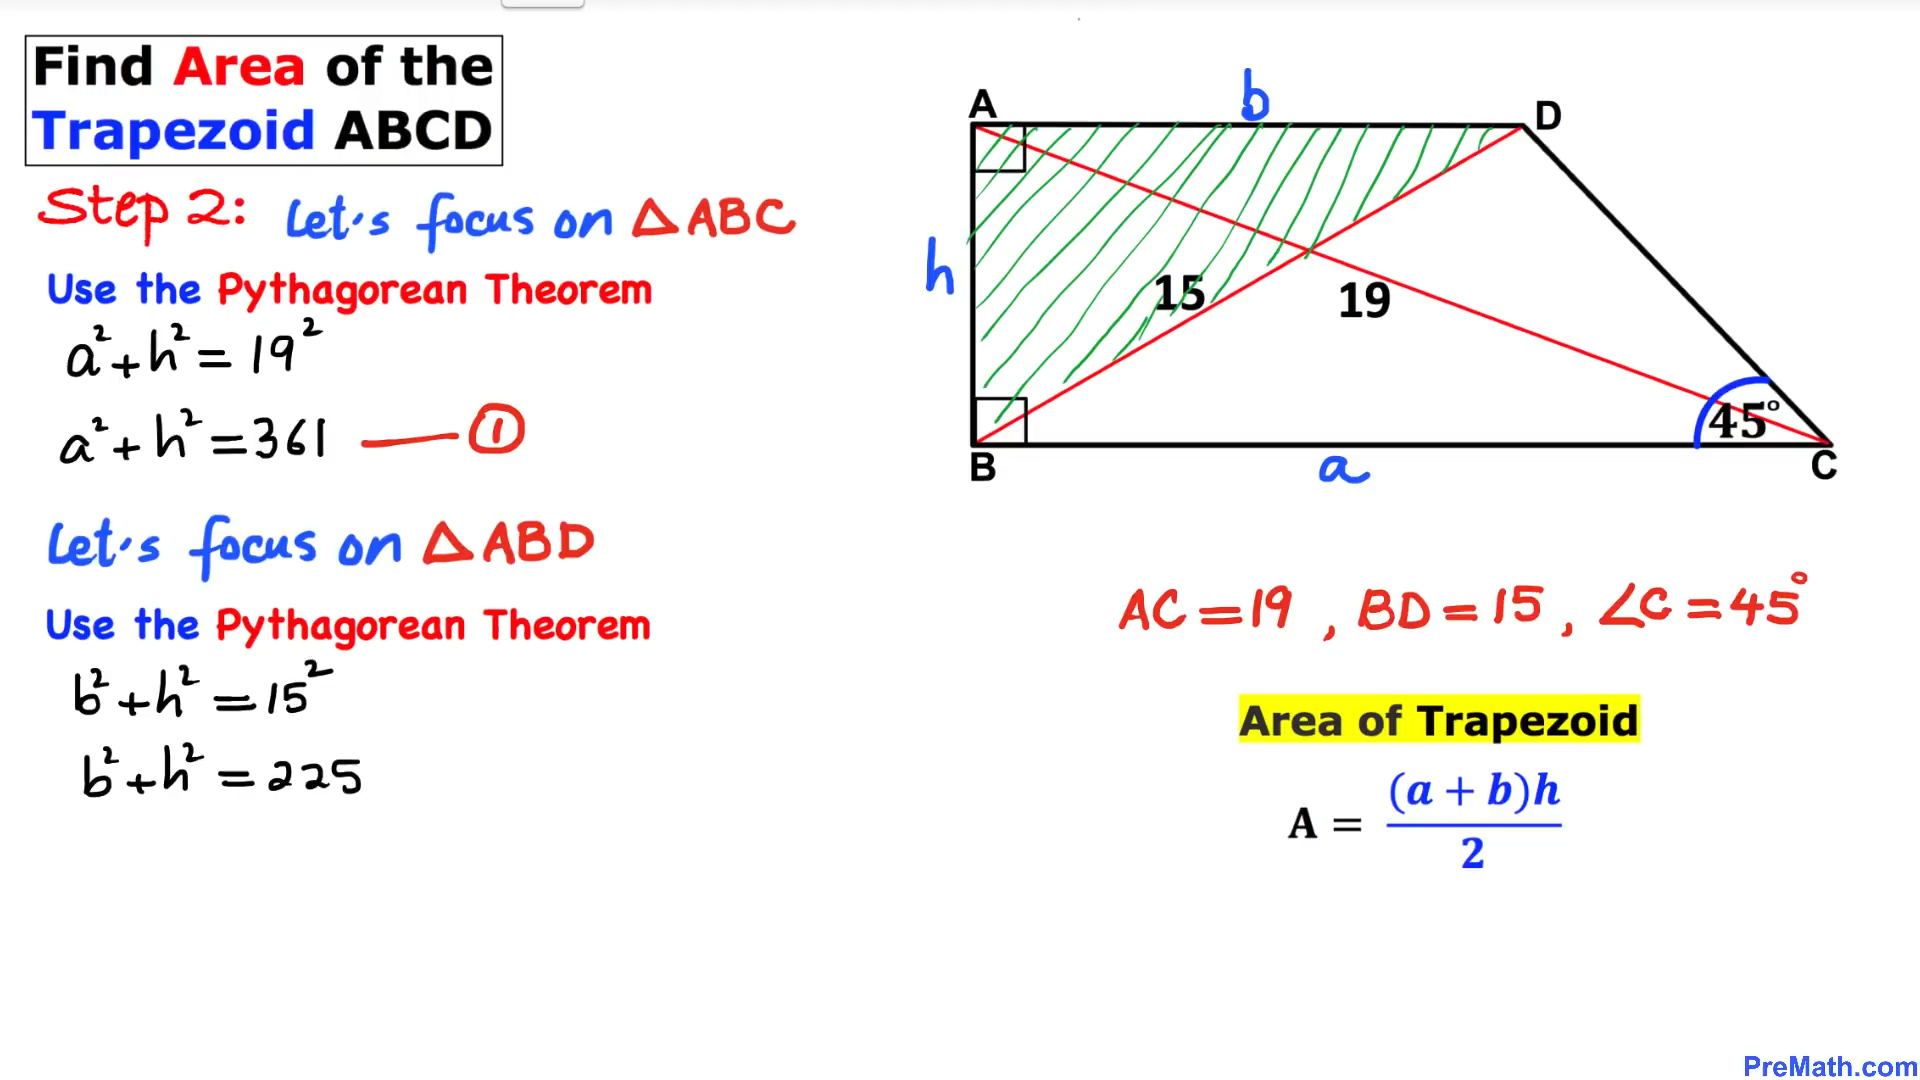 Find Area of the
Trapezoid ABCD
Step 2: Let's focus on △ABC
Use the Pythagorean Theorem
a² + h² = 19²
a² + h² = 361 —— ①
Let's focus on △ABD
Use the Pythagorean Theorem
b² + h² = 15²
b² + h² = 225
A
b
D
h
15
19
45°
B
a
C
AC = 19 , BD = 15 , ∠C = 45°
Area of Trapezoid
A = (a + b)h
2
PreMath.com